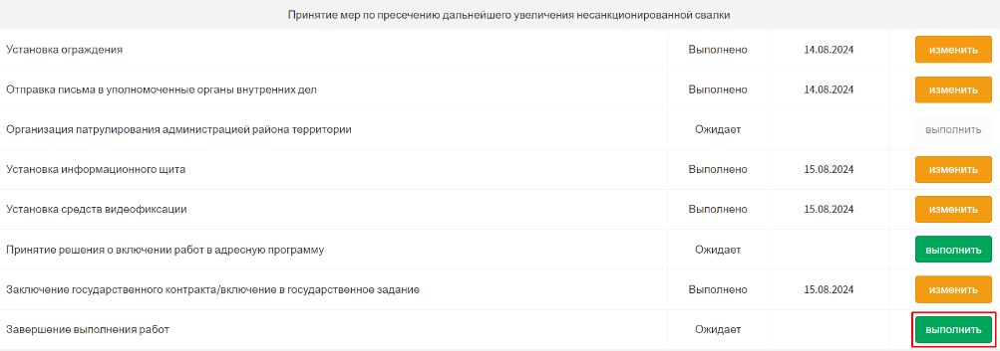 Принятие мер по пресечению дальнейшего увеличения несанкционированной свалки
Установка ограждения Выполнено 14.08.2024 изменить
Отправка письма в уполномоченные органы внутренних дел Выполнено 14.08.2024 изменить
Организация патрулирования администрацией района территории Ожидает выполнить
Установка информационного щита Выполнено 15.08.2024 изменить
Установка средств видеофиксации Выполнено 15.08.2024 изменить
Принятие решения о включении работ в адресную программу Ожидает выполнить
Заключение государственного контракта/включение в государственное задание Выполнено 15.08.2024 изменить
Завершение выполнения работ Ожидает выполнить